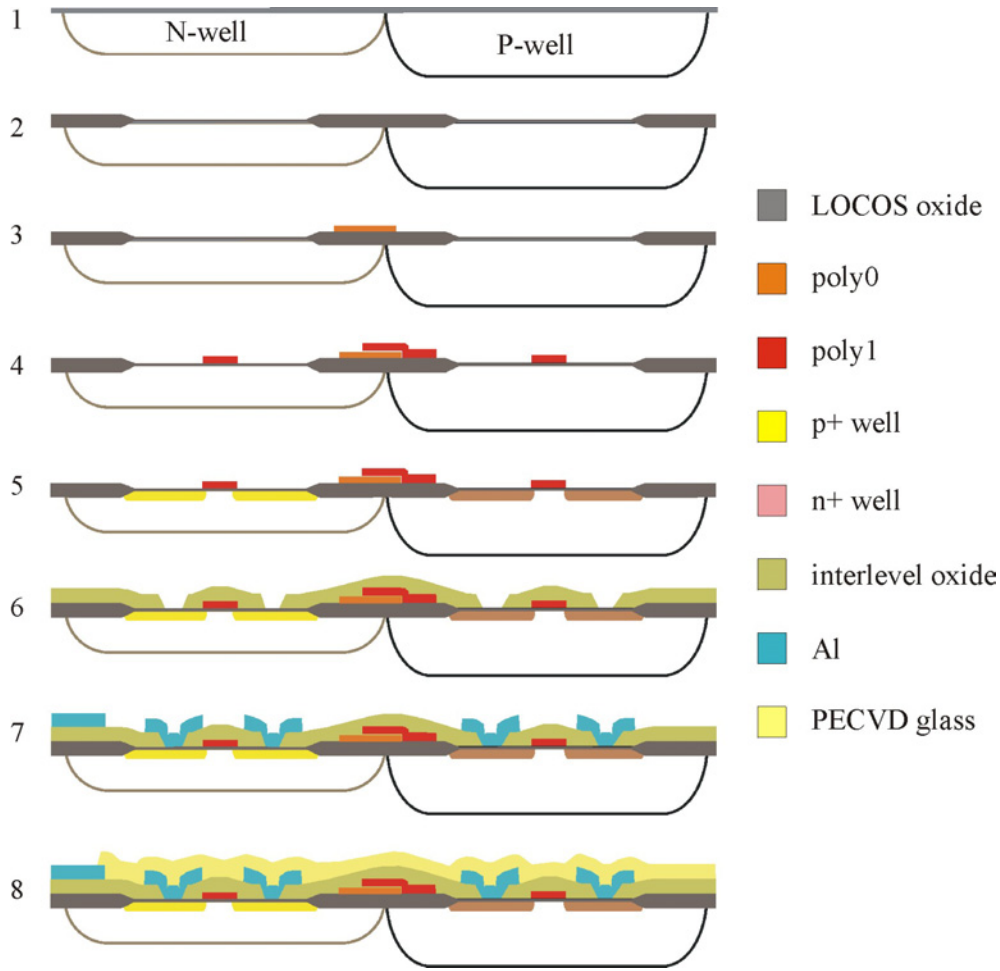 1
N-well
P-well
2
3
4
5
6
7
8
LOCOS oxide
poly0
poly1
p+ well
n+ well
interlevel oxide
Al
PECVD glass